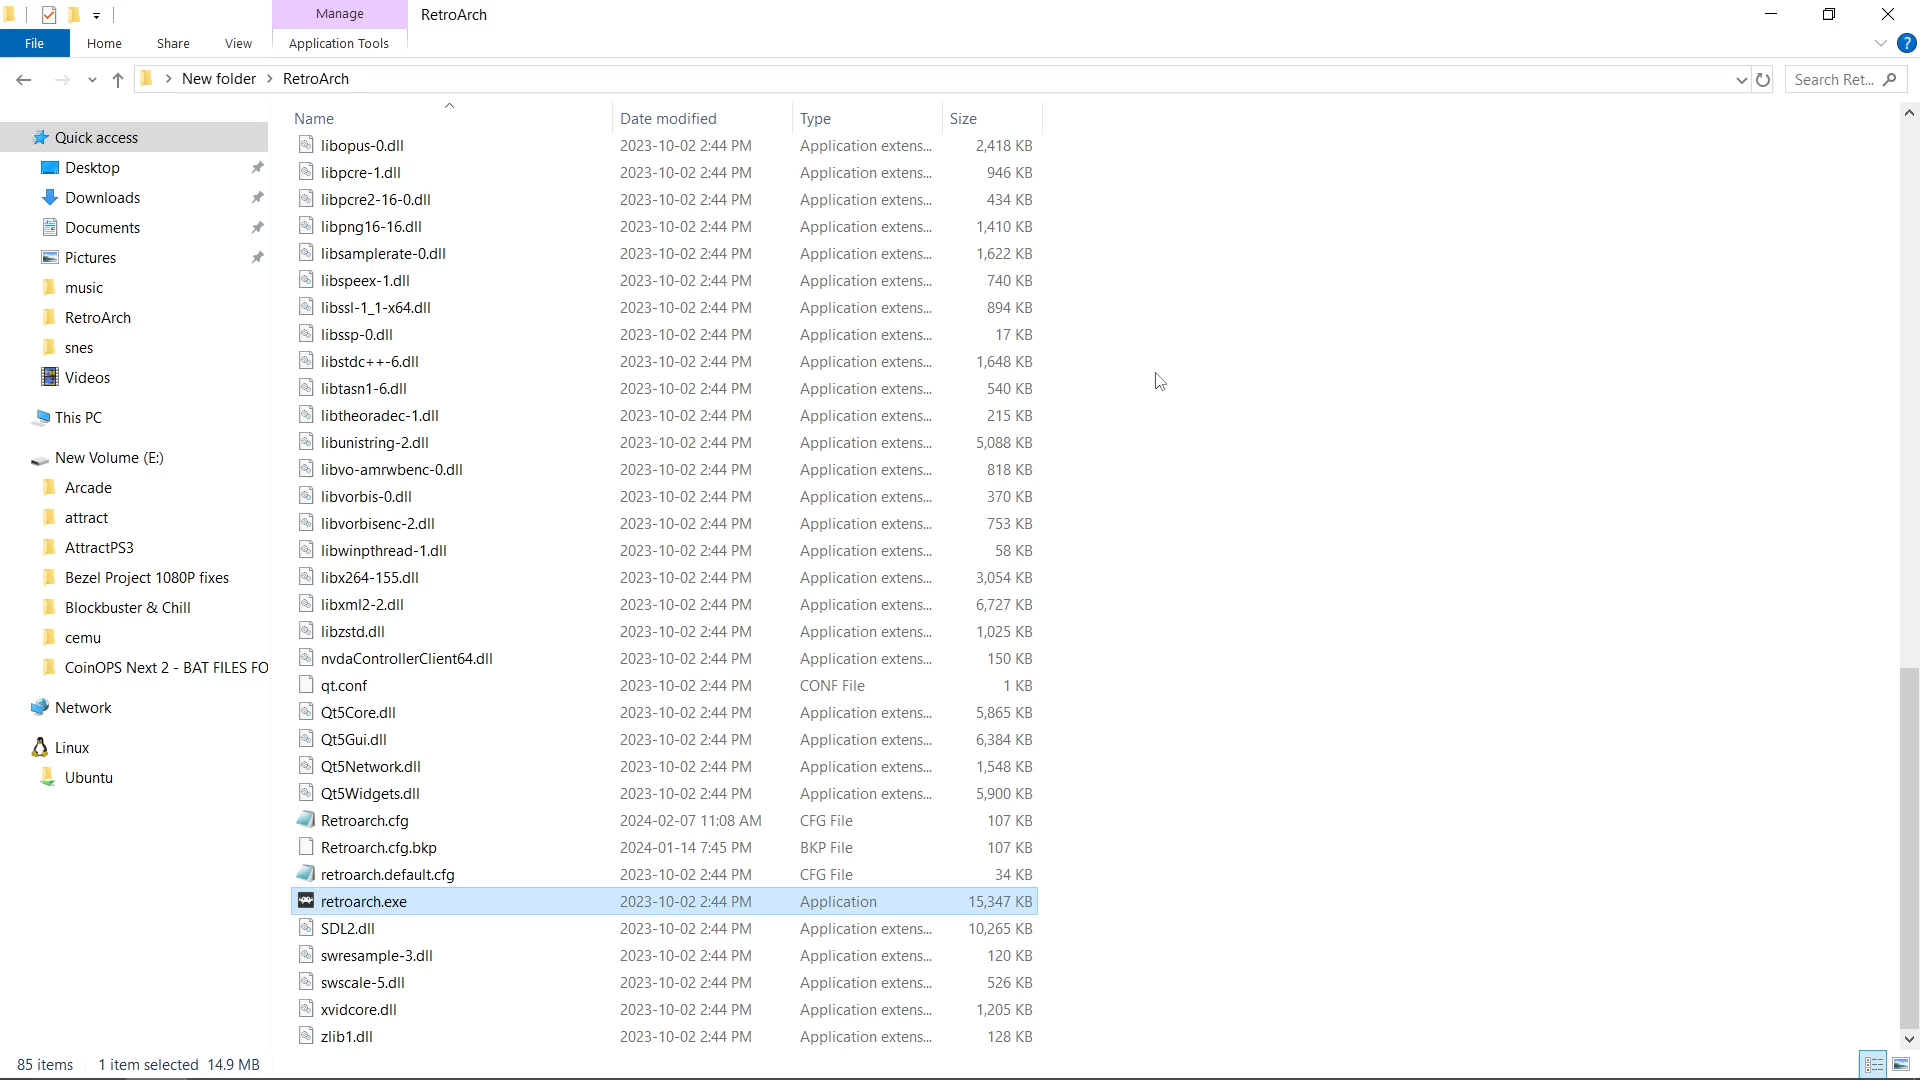 Manage
RetroArch
File
Home
Share
View
Application Tools
?
New folder
RetroArch
Search Ret...
Name
Date modified
Type
Size
Quick access
Desktop
Downloads
Documents
Pictures
music
RetroArch
snes
Videos
This PC
New Volume (E:)
Arcade
attract
AttractPS3
Bezel Project 1080P fixes
Blockbuster & Chill
cemu
CoinOPS Next 2 - BAT FILES FO
Network
Linux
Ubuntu
libopus-0.dll 2023-10-02 2:44 PM Application extens... 2,418 KB
libpcre-1.dll 2023-10-02 2:44 PM Application extens... 946 KB
libpcre2-16-0.dll 2023-10-02 2:44 PM Application extens... 434 KB
libpng16-16.dll 2023-10-02 2:44 PM Application extens... 1,410 KB
libsamplerate-0.dll 2023-10-02 2:44 PM Application extens... 1,622 KB
libspeex-1.dll 2023-10-02 2:44 PM Application extens... 740 KB
libssl-1_1-x64.dll 2023-10-02 2:44 PM Application extens... 894 KB
libssp-0.dll 2023-10-02 2:44 PM Application extens... 17 KB
libstdc++-6.dll 2023-10-02 2:44 PM Application extens... 1,648 KB
libtasn1-6.dll 2023-10-02 2:44 PM Application extens... 540 KB
libtheoradec-1.dll 2023-10-02 2:44 PM Application extens... 215 KB
libunistring-2.dll 2023-10-02 2:44 PM Application extens... 5,088 KB
libvo-amrwbenc-0.dll 2023-10-02 2:44 PM Application extens... 818 KB
libvorbis-0.dll 2023-10-02 2:44 PM Application extens... 370 KB
libvorbisenc-2.dll 2023-10-02 2:44 PM Application extens... 753 KB
libwinpthread-1.dll 2023-10-02 2:44 PM Application extens... 58 KB
libx264-155.dll 2023-10-02 2:44 PM Application extens... 3,054 KB
libxml2-2.dll 2023-10-02 2:44 PM Application extens... 6,727 KB
libzstd.dll 2023-10-02 2:44 PM Application extens... 1,025 KB
nvdaControllerClient64.dll 2023-10-02 2:44 PM Application extens... 150 KB
qt.conf 2023-10-02 2:44 PM CONF File 1 KB
Qt5Core.dll 2023-10-02 2:44 PM Application extens... 5,865 KB
Qt5Gui.dll 2023-10-02 2:44 PM Application extens... 6,384 KB
Qt5Network.dll 2023-10-02 2:44 PM Application extens... 1,548 KB
Qt5Widgets.dll 2023-10-02 2:44 PM Application extens... 5,900 KB
Retroarch.cfg 2024-02-07 11:08 AM CFG File 107 KB
Retroarch.cfg.bkp 2024-01-14 7:45 PM BKP File 107 KB
retroarch.default.cfg 2023-10-02 2:44 PM CFG File 34 KB
retroarch.exe 2023-10-02 2:44 PM Application 15,347 KB
SDL2.dll 2023-10-02 2:44 PM Application extens... 10,265 KB
swresample-3.dll 2023-10-02 2:44 PM Application extens... 120 KB
swscale-5.dll 2023-10-02 2:44 PM Application extens... 526 KB
xvidcore.dll 2023-10-02 2:44 PM Application extens... 1,205 KB
zlib1.dll 2023-10-02 2:44 PM Application extens... 128 KB
85 items 1 item selected 14.9 MB